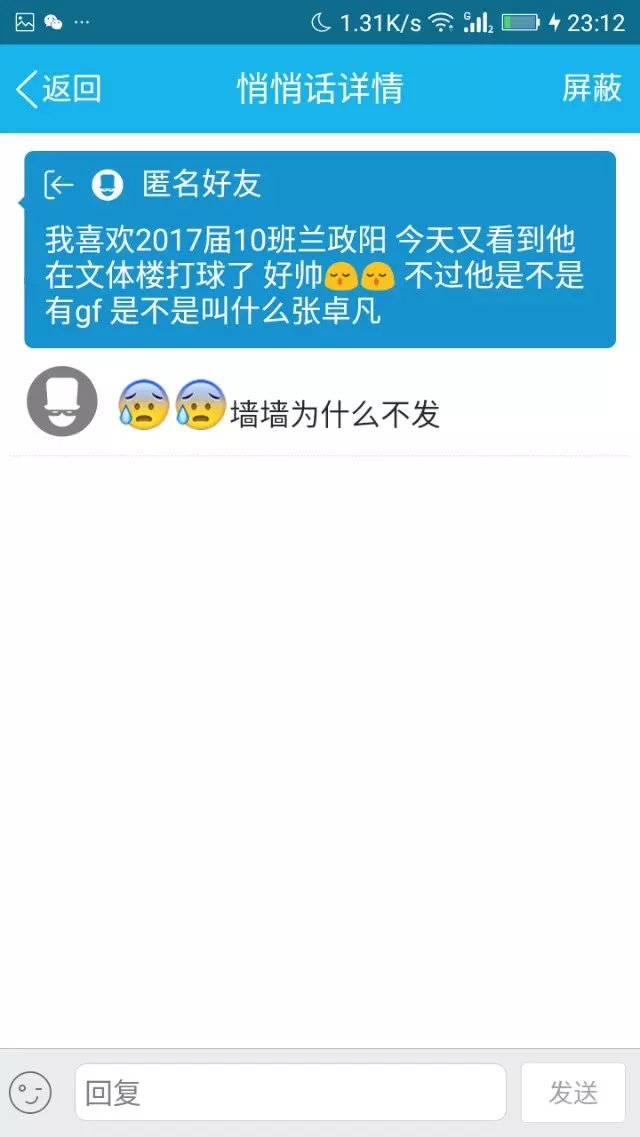 1.31K/s G 2 23:12
返回 悄悄话详情 屏蔽
匿名好友
我喜欢2017届10班兰政阳 今天又看到他
在文体楼打球了 好帅😌😌 不过他是不是
有gf 是不是叫什么张卓凡
😰😰墙墙为什么不发
回复 发送